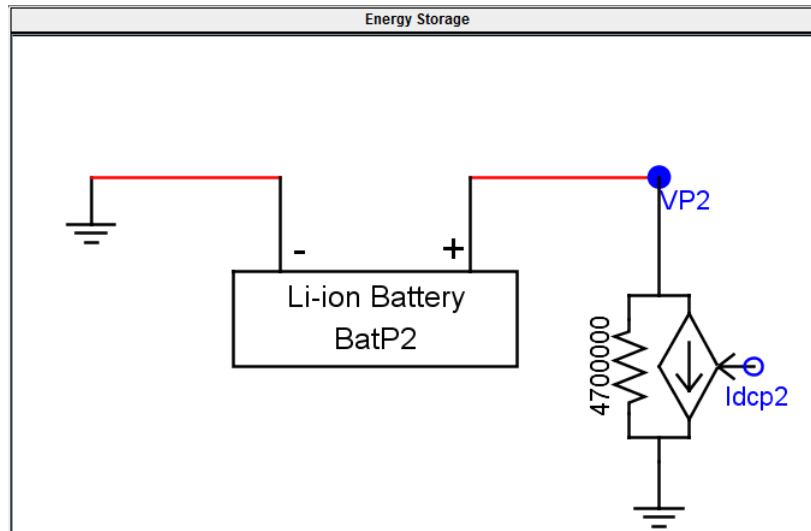 Energy Storage
VP2
- +
Li-ion Battery
BatP2
4700000
Idcp2